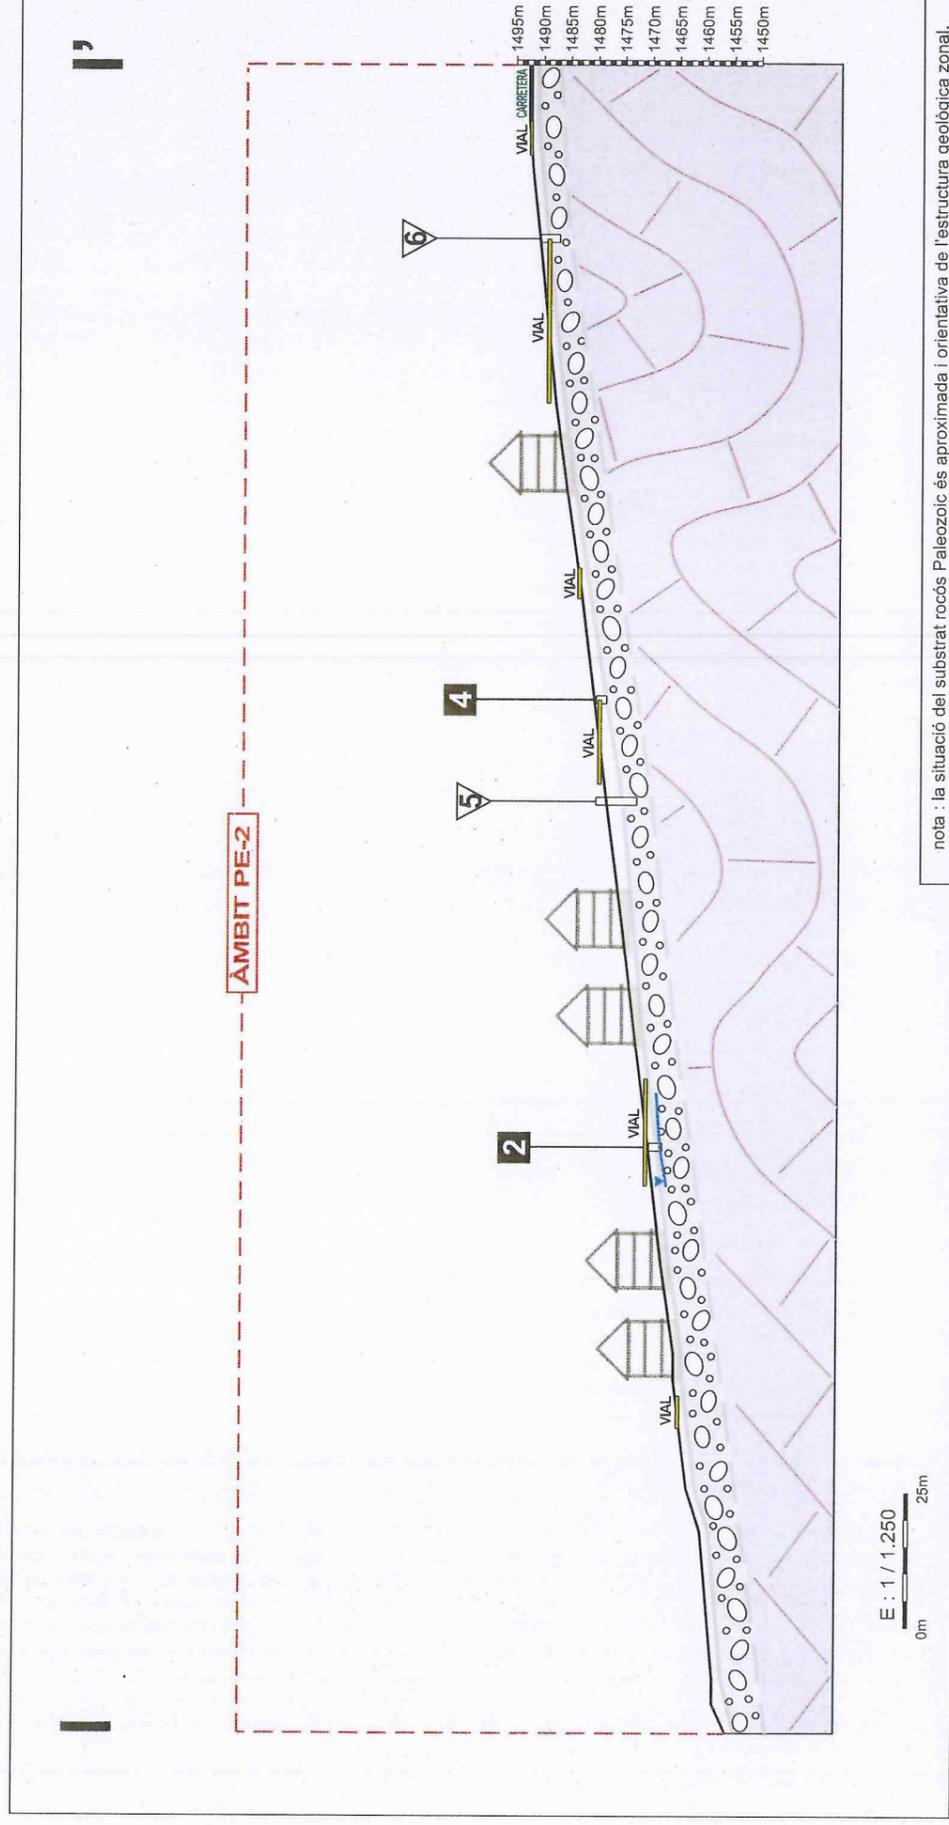 I
I'
ÀMBIT PE-2
VIAL
2
VIAL
5
4
VIAL
VIAL
VIAL
6
VIAL
CARRETERA
1495m
1490m
1485m
1480m
1475m
1470m
1465m
1460m
1455m
1450m
E : 1 / 1.250
0m
25m
nota : la situació del substrat rocós Paleozoic és aproximada i orientativa de l'estructura geològica zonal.